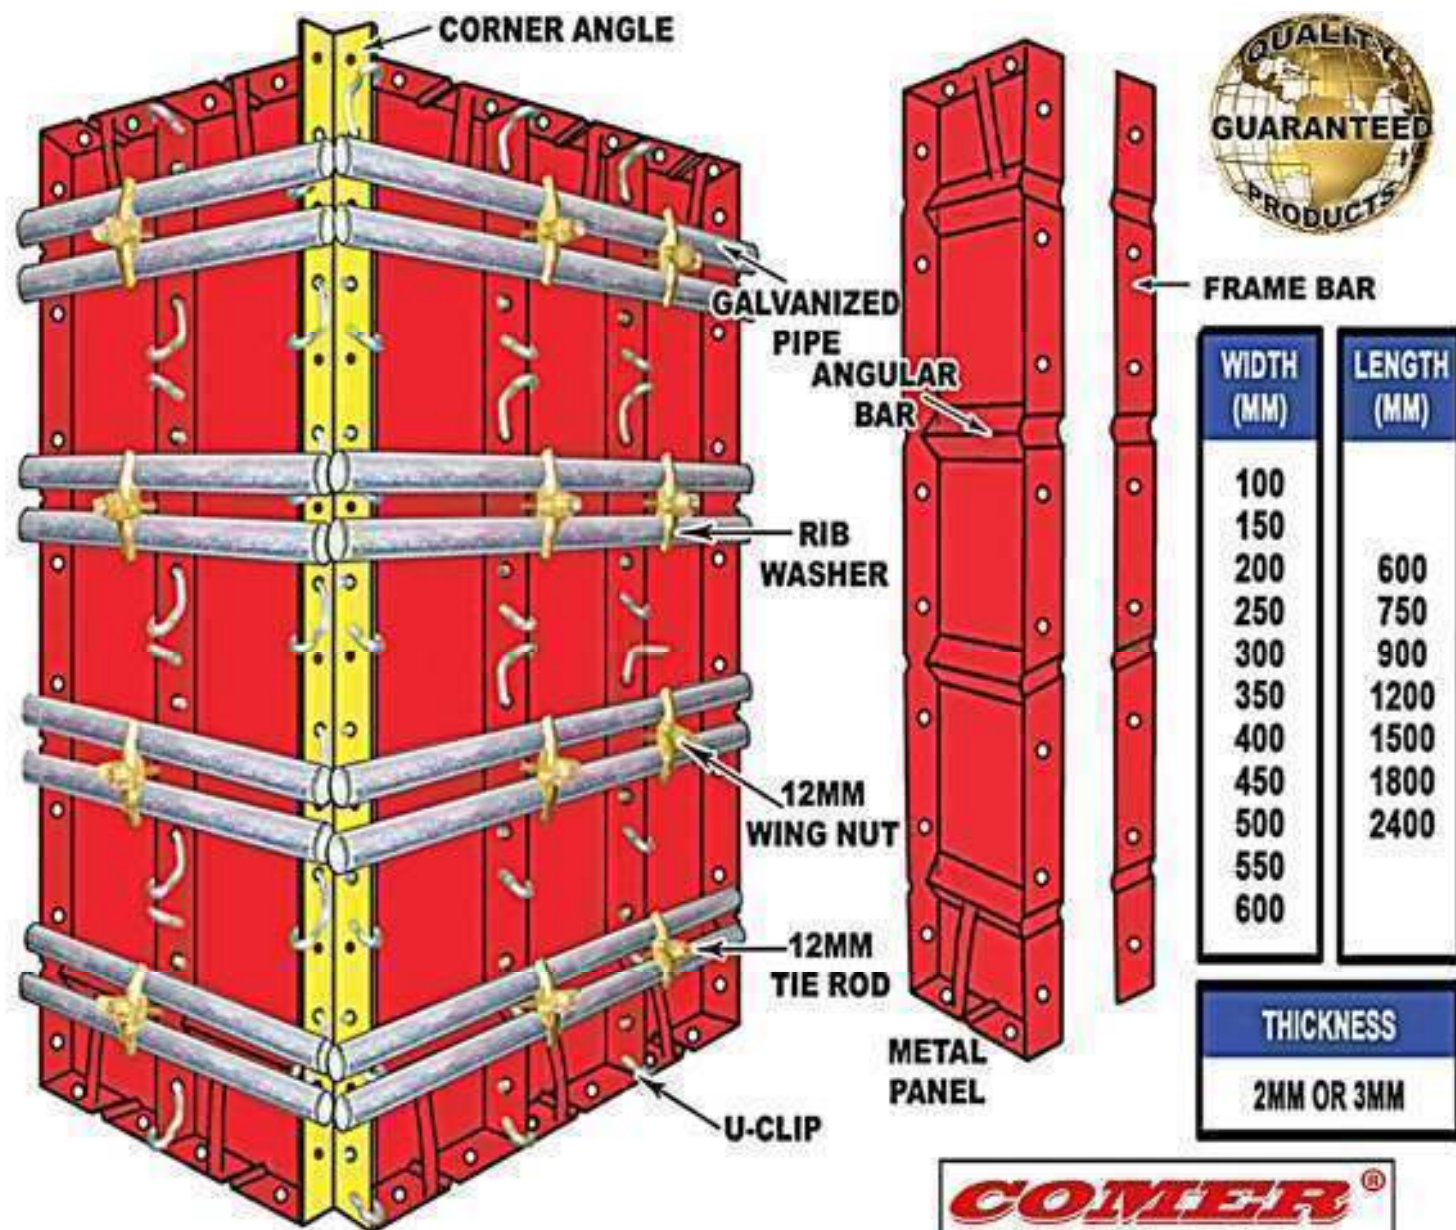 CORNER ANGLE
QUALITY
GUARANTEED
PRODUCTS
GALVANIZED
PIPE
ANGULAR
BAR
FRAME BAR
RIB
WASHER
12MM
WING NUT
12MM
TIE ROD
U-CLIP
METAL
PANEL
WIDTH
(MM)
100
150
200
250
300
350
400
450
500
550
600
LENGTH
(MM)
600
750
900
1200
1500
1800
2400
THICKNESS
2MM OR 3MM
COMER®